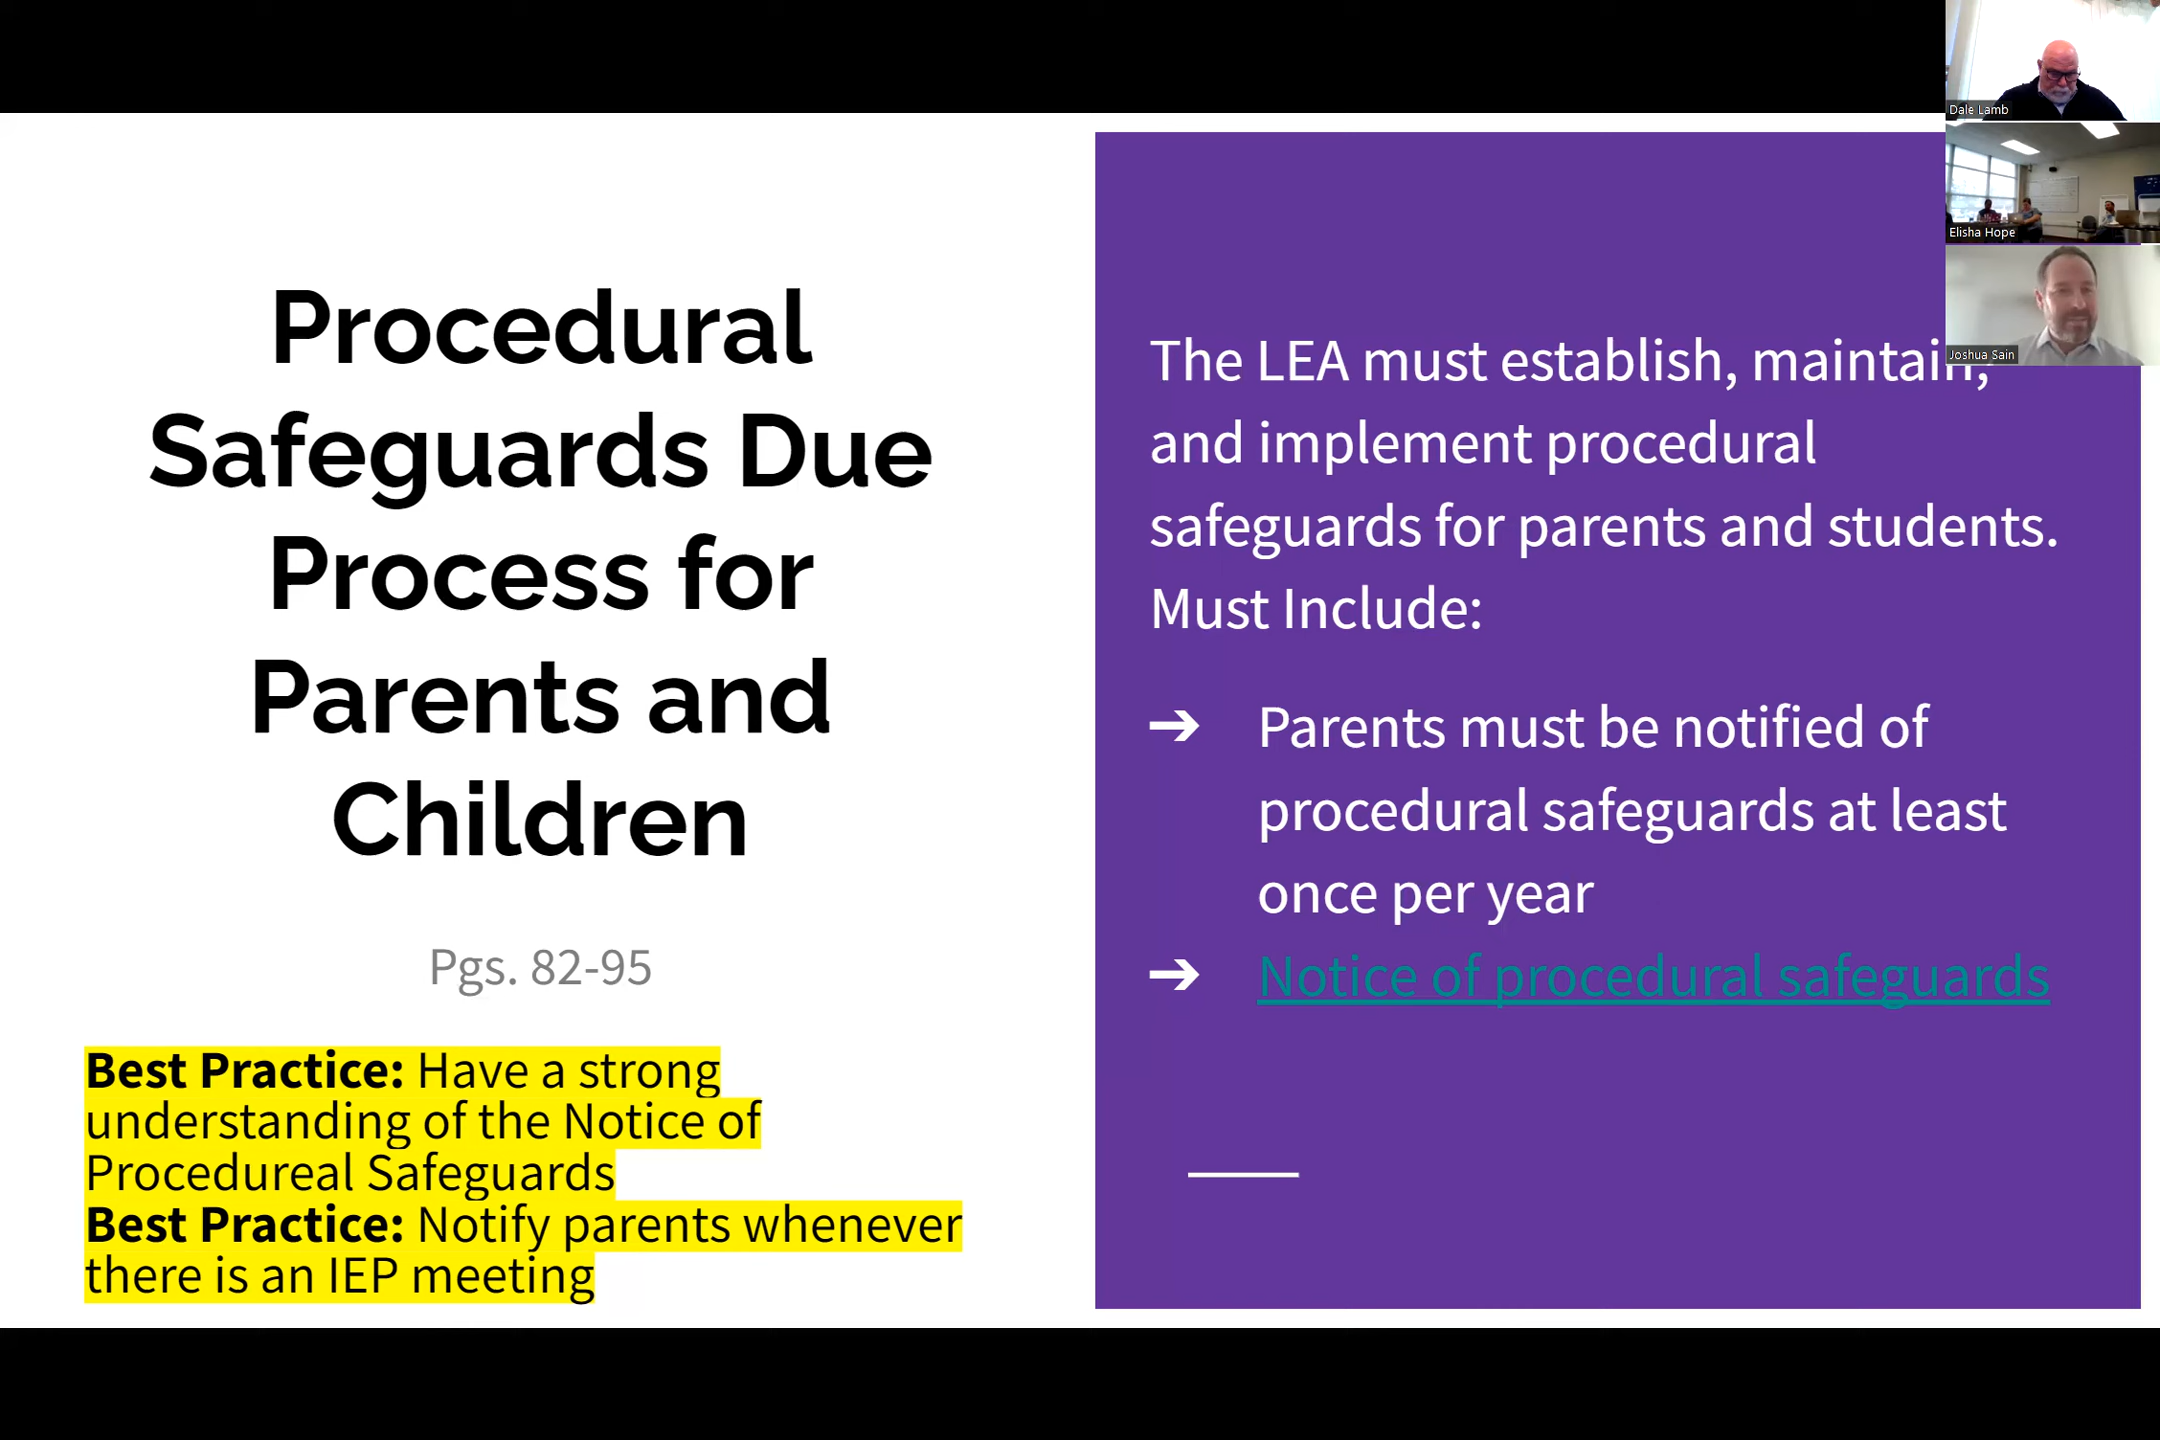 Procedural
Safeguards Due
Process for
Parents and
Children
Pgs. 82-95
Best Practice: Have a strong
understanding of the Notice of
Procedureal Safeguards
Best Practice: Notify parents whenever
there is an IEP meeting
The LEA must establish, maintain,
and implement procedural
safeguards for parents and students.
Must Include:
➔ Parents must be notified of
procedural safeguards at least
once per year
➔ Notice of procedural safeguards
Dale Lamb
Elisha Hope
Joshua Sain